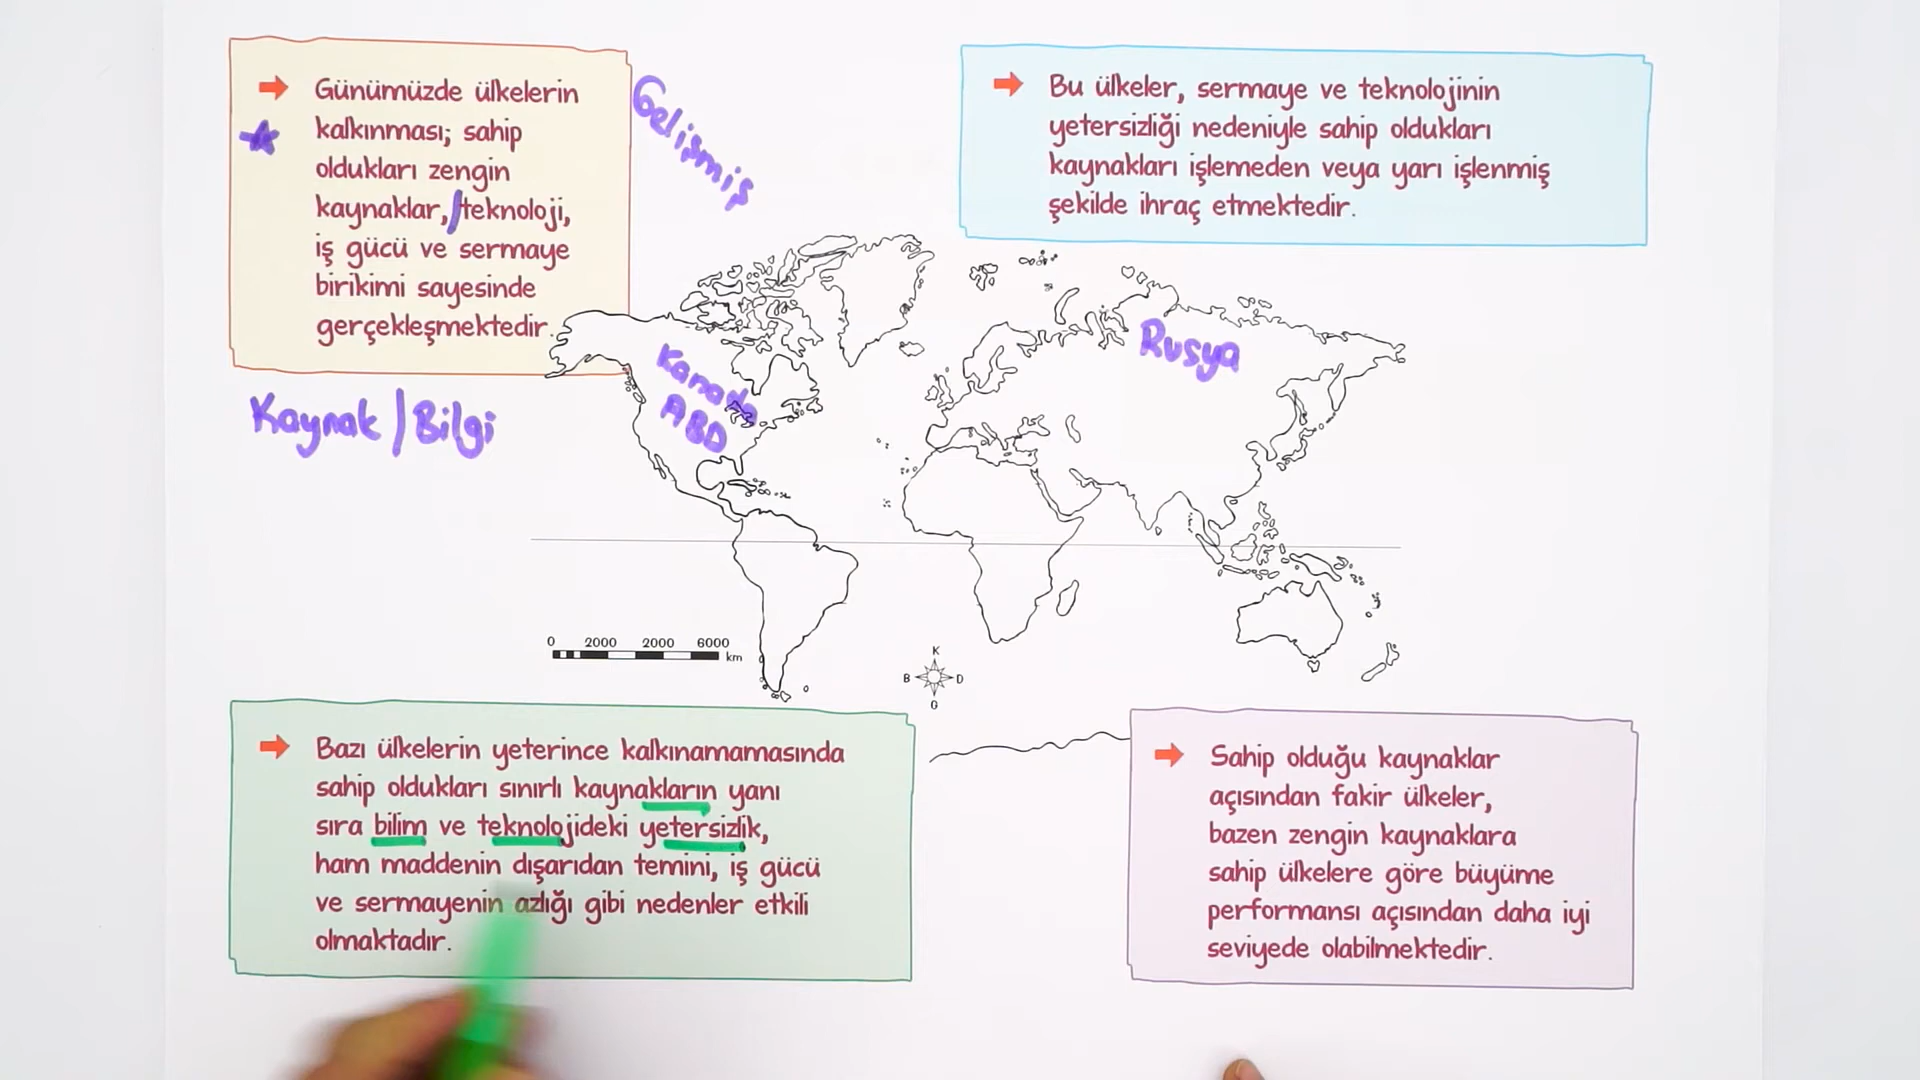 Günümüzde ülkelerin
kalkınması; sahip
oldukları zengin
kaynaklar, teknoloji,
iş gücü ve sermaye
birikimi sayesinde
gerçekleşmektedir.
Gelişmiş
Kaynak / Bilgi
Bu ülkeler, sermaye ve teknolojinin
yetersizliği nedeniyle sahip oldukları
kaynakları işlemeden veya yarı işlenmiş
şekilde ihraç etmektedir.
Kanada
ABD
Rusya
0 2000 2000 6000
km
K
B D
G
Bazı ülkelerin yeterince kalkınamamasında
sahip oldukları sınırlı kaynakların yanı
sıra bilim ve teknolojideki yetersizlik,
ham maddenin dışarıdan temini, iş gücü
ve sermayenin azlığı gibi nedenler etkili
olmaktadır.
Sahip olduğu kaynaklar
açısından fakir ülkeler,
bazen zengin kaynaklara
sahip ülkelere göre büyüme
performansı açısından daha iyi
seviyede olabilmektedir.